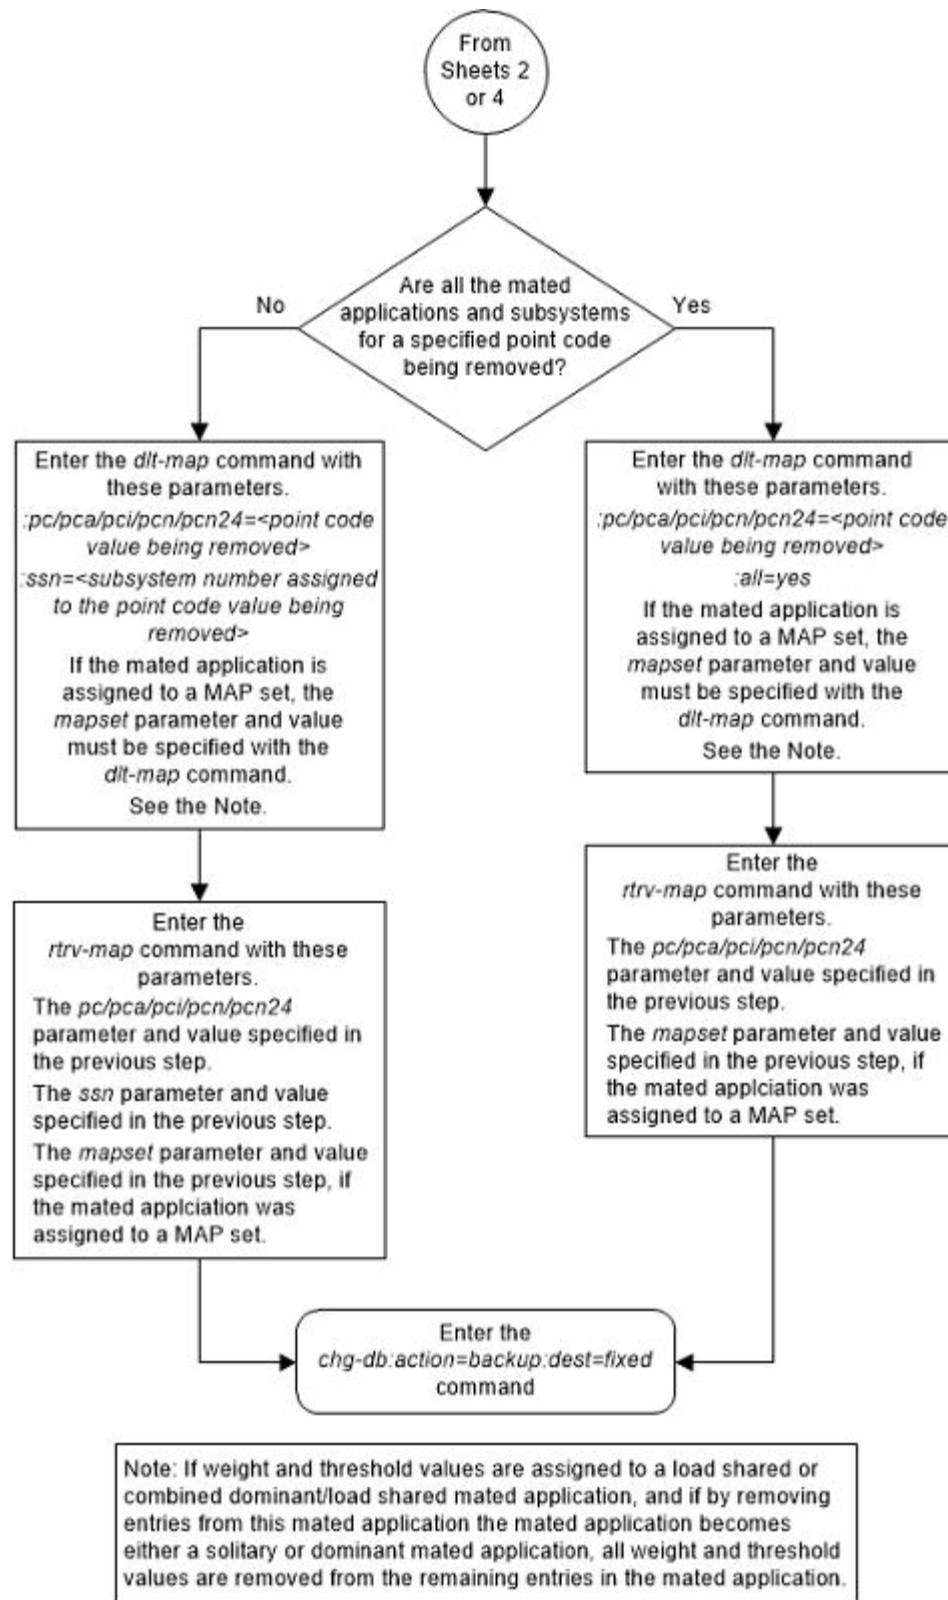 From
Sheets 2
or 4
Are all the mated
applications and subsystems
for a specified point code
being removed?
No
Yes
Enter the dlt-map command with
these parameters.
:pc/pca/pci/pcn/pcn24=<point code
value being removed>
:ssn=<subsystem number assigned
to the point code value being
removed>
If the mated application is
assigned to a MAP set, the
mapset parameter and value
must be specified with the
dlt-map command.
See the Note.
Enter the
rtrv-map command with these
parameters.
The pc/pca/pci/pcn/pcn24
parameter and value specified in
the previous step.
The ssn parameter and value
specified in the previous step.
The mapset parameter and value
specified in the previous step, if
the mated applciation was
assigned to a MAP set.
Enter the dlt-map command
with these parameters.
:pc/pca/pci/pcn/pcn24=<point code
value being removed>
:all=yes
If the mated application is
assigned to a MAP set, the
mapset parameter and value
must be specified with the
dlt-map command.
See the Note.
Enter the
rtrv-map command with these
parameters.
The pc/pca/pci/pcn/pcn24
parameter and value specified in
the previous step.
The mapset parameter and value
specified in the previous step, if
the mated applciation was
assigned to a MAP set.
Enter the
chg-db:action=backup:dest=fixed
command
Note: If weight and threshold values are assigned to a load shared or
combined dominant/load shared mated application, and if by removing
entries from this mated application the mated application becomes
either a solitary or dominant mated application, all weight and threshold
values are removed from the remaining entries in the mated application.